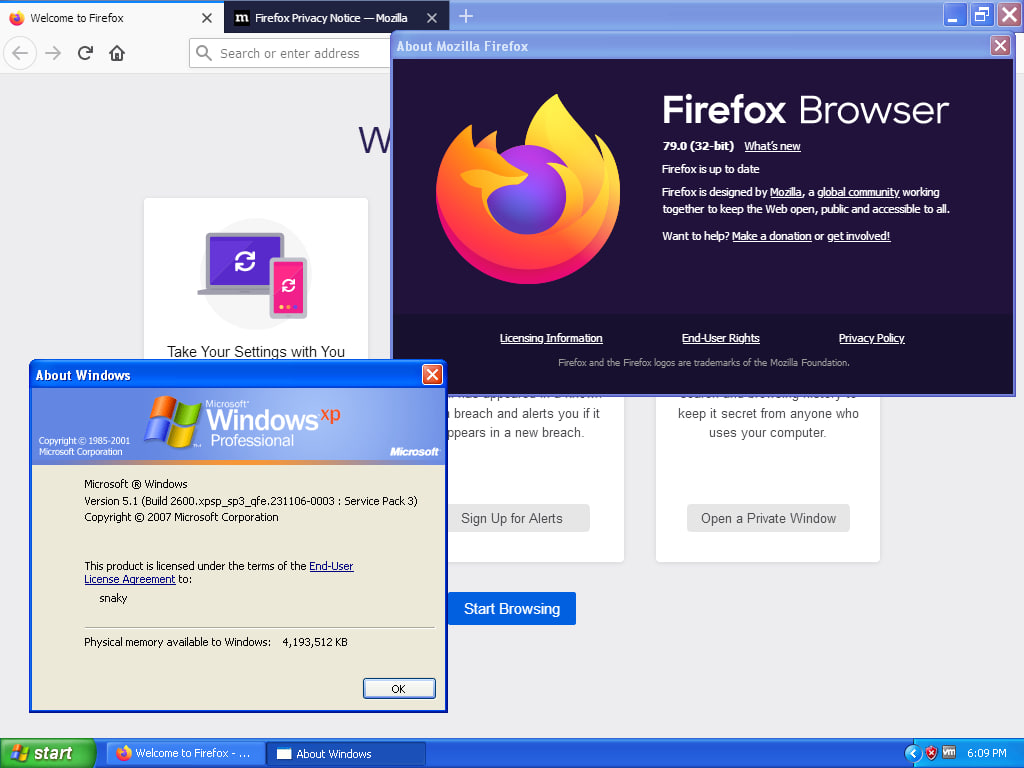 Welcome to Firefox
m Firefox Privacy Notice — Mozilla
Search or enter address
About Mozilla Firefox
W
Firefox Browser
79.0 (32-bit) What's new
Firefox is up to date
Firefox is designed by Mozilla, a global community working
together to keep the Web open, public and accessible to all.
Want to help? Make a donation or get involved!
Licensing Information End-User Rights Privacy Policy
Firefox and the Firefox logos are trademarks of the Mozilla Foundation.
Take Your Settings with You
breach and alerts you if it
appears in a new breach.
keep it secret from anyone who
uses your computer.
Sign Up for Alerts
Open a Private Window
Start Browsing
About Windows
Copyright © 1985-2001
Microsoft Corporation
Microsoft
Windows xp
Professional
Microsoft
Microsoft ® Windows
Version 5.1 (Build 2600.xpsp_sp3_qfe.231106-0003 : Service Pack 3)
Copyright © 2007 Microsoft Corporation
This product is licensed under the terms of the End-User
License Agreement to:
snaky
Physical memory available to Windows: 4,193,512 KB
OK
start
Welcome to Firefox - ...
About Windows
vm
6:09 PM